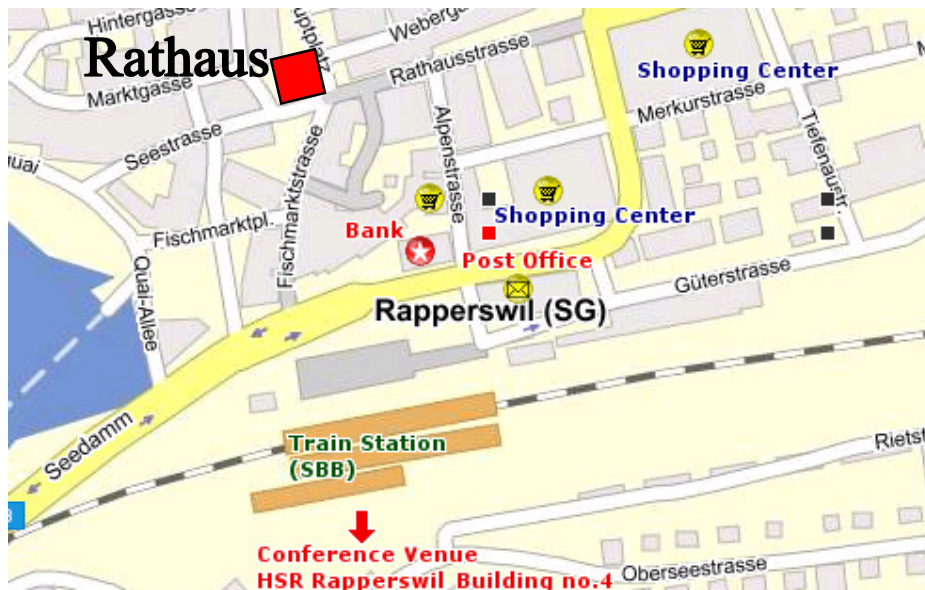 Hintergasse
Weberga
Rathausstrasse
Rathaus
Marktgasse
Shopping Center
Merkurstrasse
Seestrasse
Alpenstrasse
Tiefenaustr.
Fischmarktstrasse
Fischmarktpl.
Bank
Shopping Center
Post Office
Quai-Allee
Güterstrasse
Rapperswil (SG)
Seedamm
Train Station
(SBB)
Rietst
Conference Venue
HSR Rapperswil Building no.4
Oberseestrasse